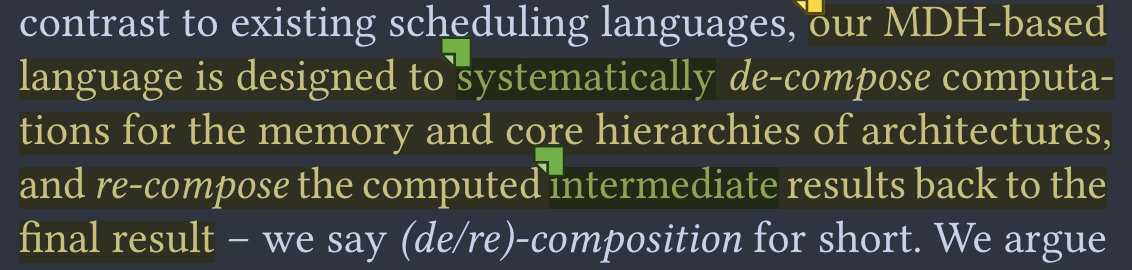 contrast to existing scheduling languages, our MDH-based
language is designed to systematically de-compose computa-
tions for the memory and core hierarchies of architectures,
and re-compose the computed intermediate results back to the
final result – we say (de/re)-composition for short. We argue